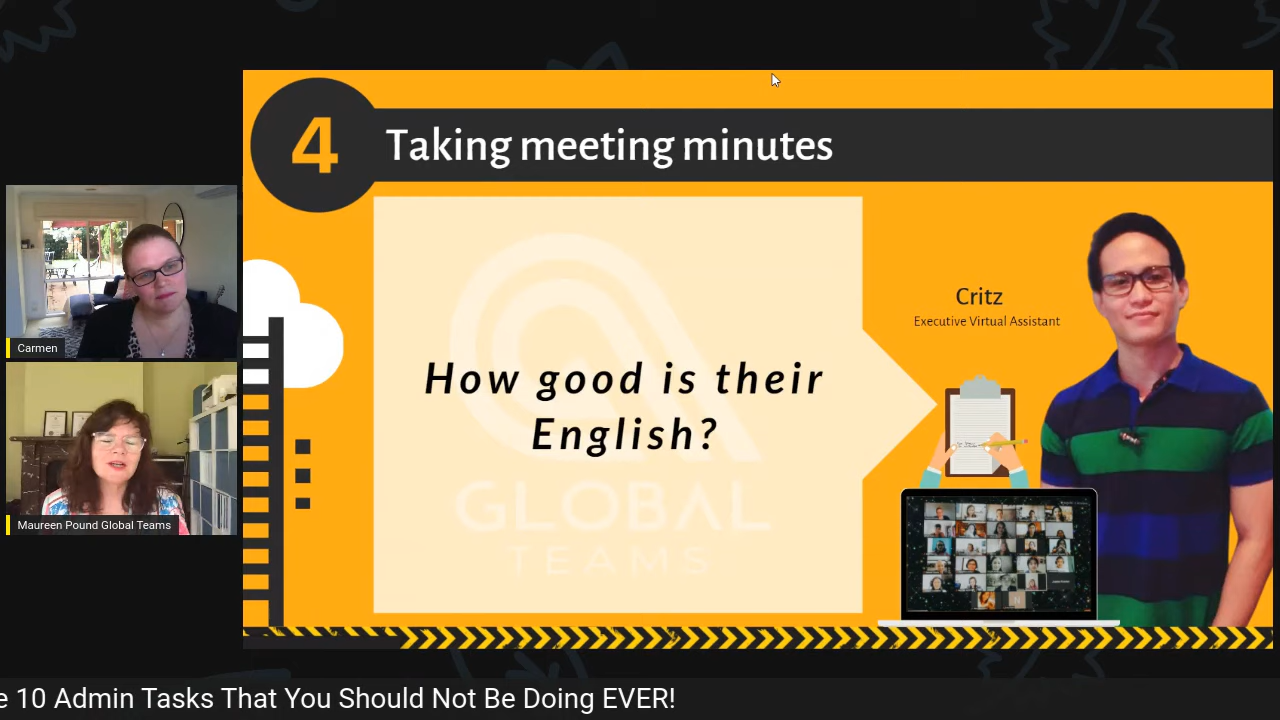 4
Taking meeting minutes
Carmen
Maureen Pound Global Teams
How good is their
English?
GLOBAL
TEAMS
Critz
Executive Virtual Assistant
e 10 Admin Tasks That You Should Not Be Doing EVER!